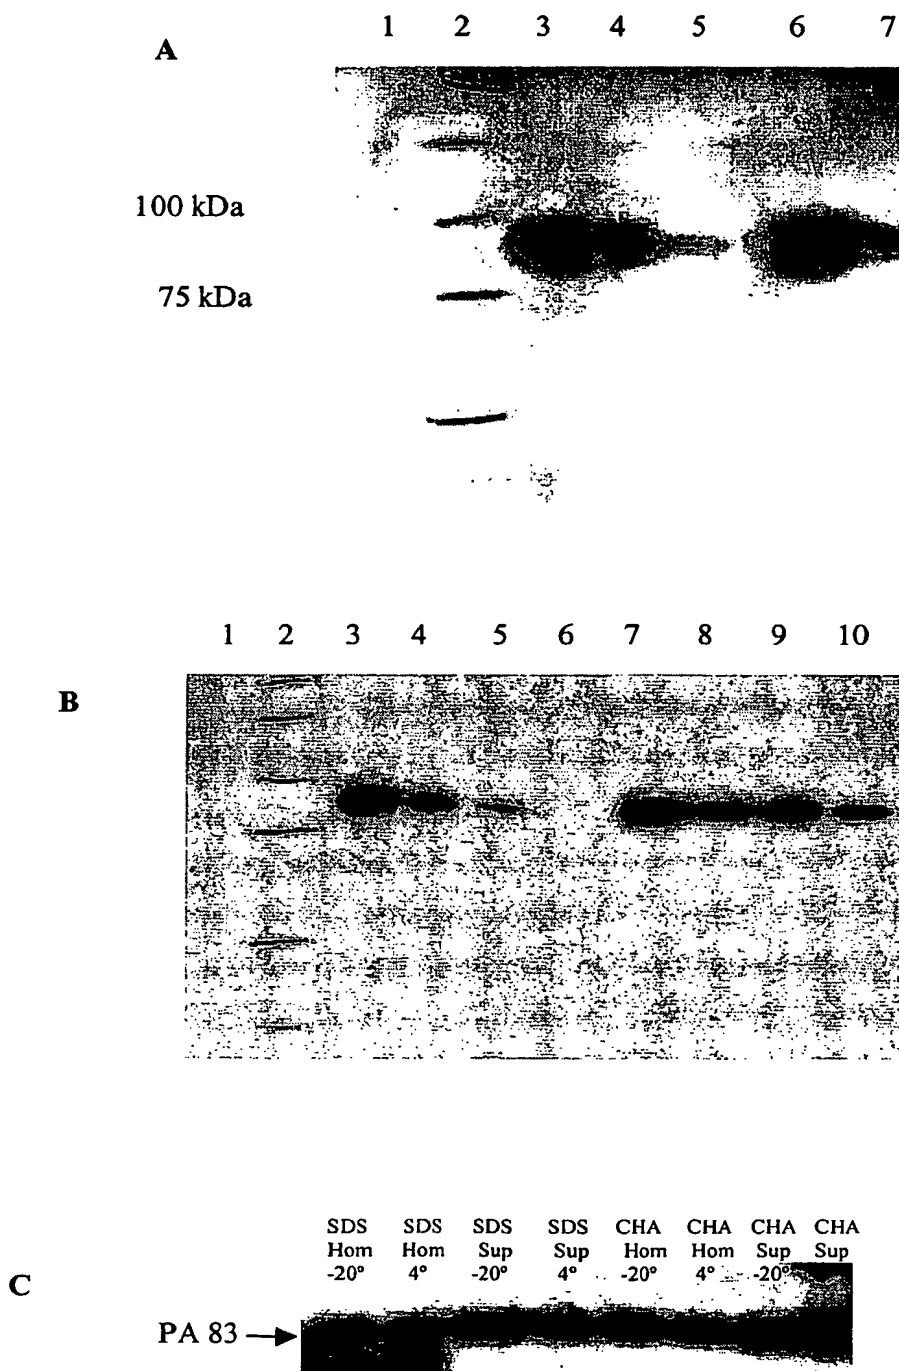 A
1 2 3 4 5 6 7
100 kDa
75 kDa
B
1 2 3 4 5 6 7 8 9 10
C
SDS SDS SDS SDS CHA CHA CHA CHA
Hom Hom Sup Sup Hom Hom Sup Sup
-20° 4° -20° 4° -20° 4° -20°
PA 83